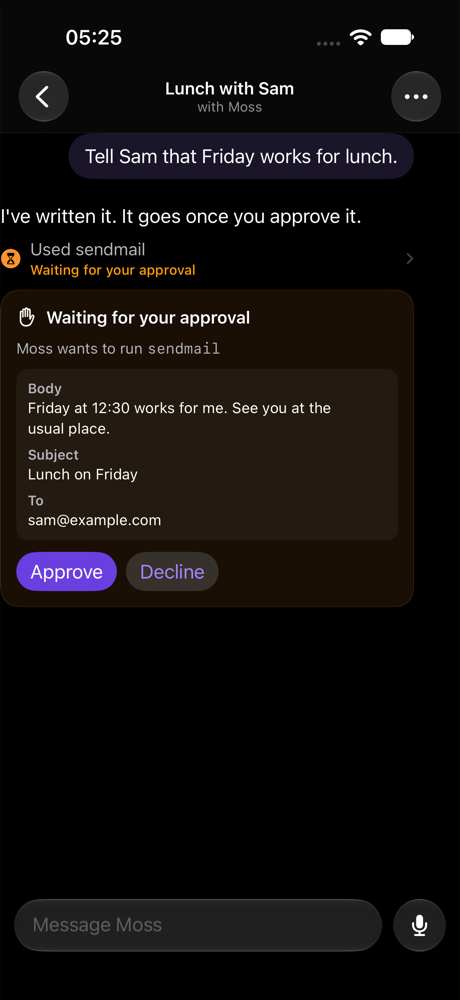 05:25
Lunch with Sam
with Moss
Tell Sam that Friday works for lunch.
I've written it. It goes once you approve it.
Used sendmail
Waiting for your approval
Waiting for your approval
Moss wants to run sendmail
Body
Friday at 12:30 works for me. See you at the
usual place.
Subject
Lunch on Friday
To
sam@example.com
Approve
Decline
Message Moss